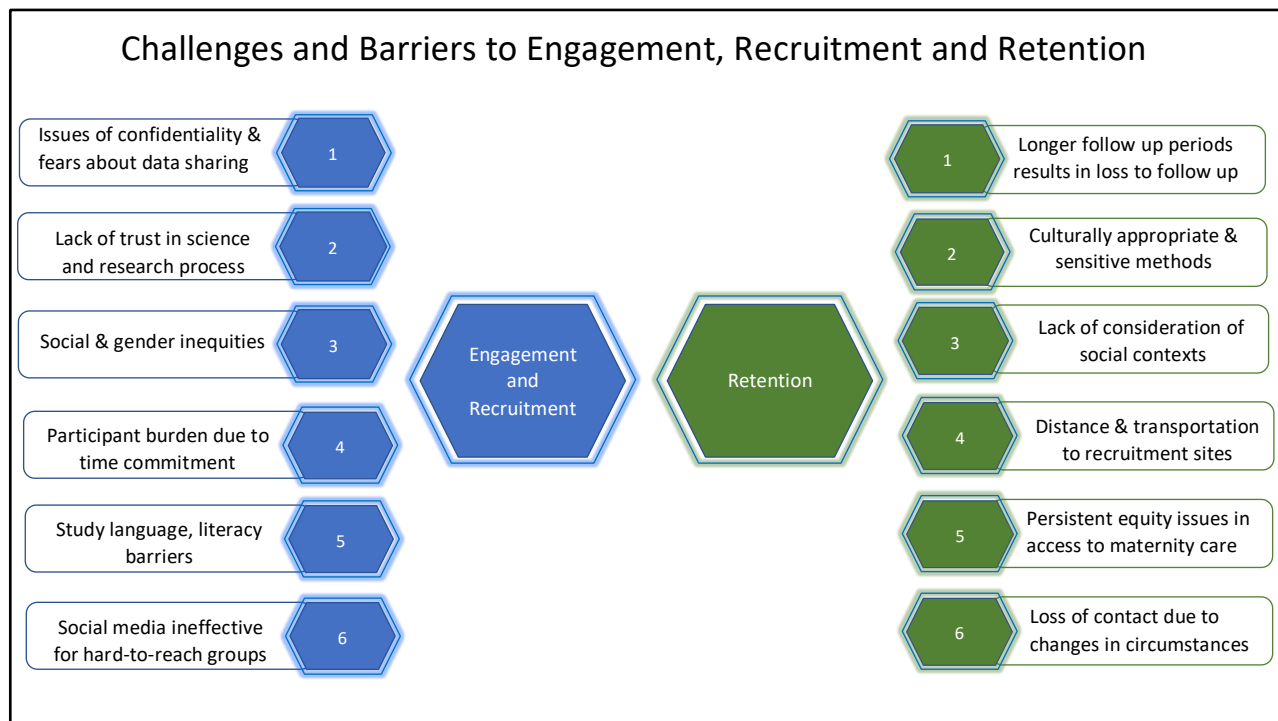 Challenges and Barriers to Engagement, Recruitment and Retention
Issues of confidentiality &
fears about data sharing
1
Lack of trust in science
and research process
2
Social & gender inequities
3
Participant burden due to
time commitment
4
Study language, literacy
barriers
5
Social media ineffective
for hard-to-reach groups
6
Engagement
and
Recruitment
Retention
1
Longer follow up periods
results in loss to follow up
2
Culturally appropriate &
sensitive methods
3
Lack of consideration of
social contexts
4
Distance & transportation
to recruitment sites
5
Persistent equity issues in
access to maternity care
6
Loss of contact due to
changes in circumstances